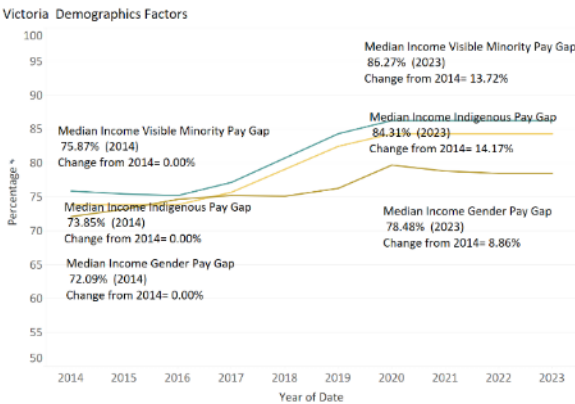 Victoria Demographics Factors
100
95
90
85
80
75
70
65
60
55
50
Percentage
Median Income Visible Minority Pay Gap
86.27% (2023)
Change from 2014= 13.72%
Median Income Indigenous Pay Gap
84.31% (2023)
Change from 2014= 14.17%
Median Income Visible Minority Pay Gap
75.87% (2014)
Change from 2014= 0.00%
Median Income Indigenous Pay Gap
73.85% (2014)
Change from 2014= 0.00%
Median Income Gender Pay Gap
78.48% (2023)
Change from 2014= 8.86%
Median Income Gender Pay Gap
72.09% (2014)
Change from 2014= 0.00%
2014 2015 2016 2017 2018 2019 2020 2021 2022 2023
Year of Date